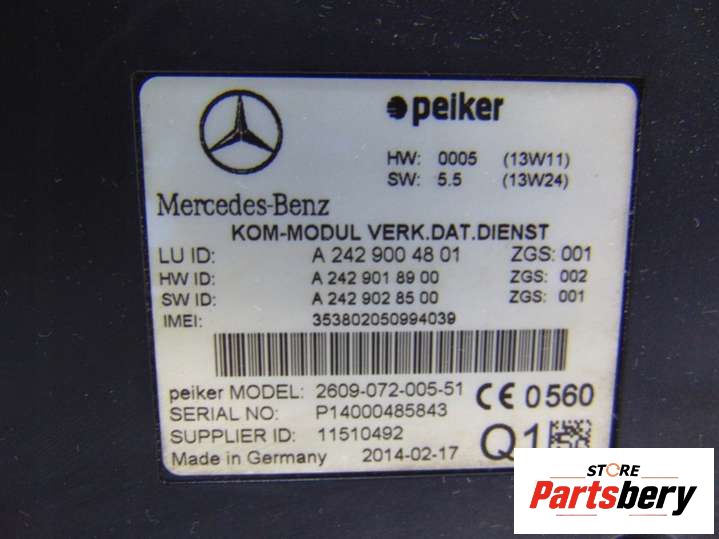 peiker
HW: 0005 (13W11)
SW: 5.5 (13W24)
Mercedes-Benz
KOM-MODUL VERK.DAT.DIENST
LU ID: A 242 900 48 01 ZGS: 001
HW ID: A 242 901 89 00 ZGS: 002
SW ID: A 242 902 85 00 ZGS: 001
IMEI: 353802050994039
peiker MODEL: 2609-072-005-51
CE 0560
SERIAL NO: P14000485843
SUPPLIER ID: 11510492
Q1
Made in Germany 2014-02-17
STORE
Partsbery